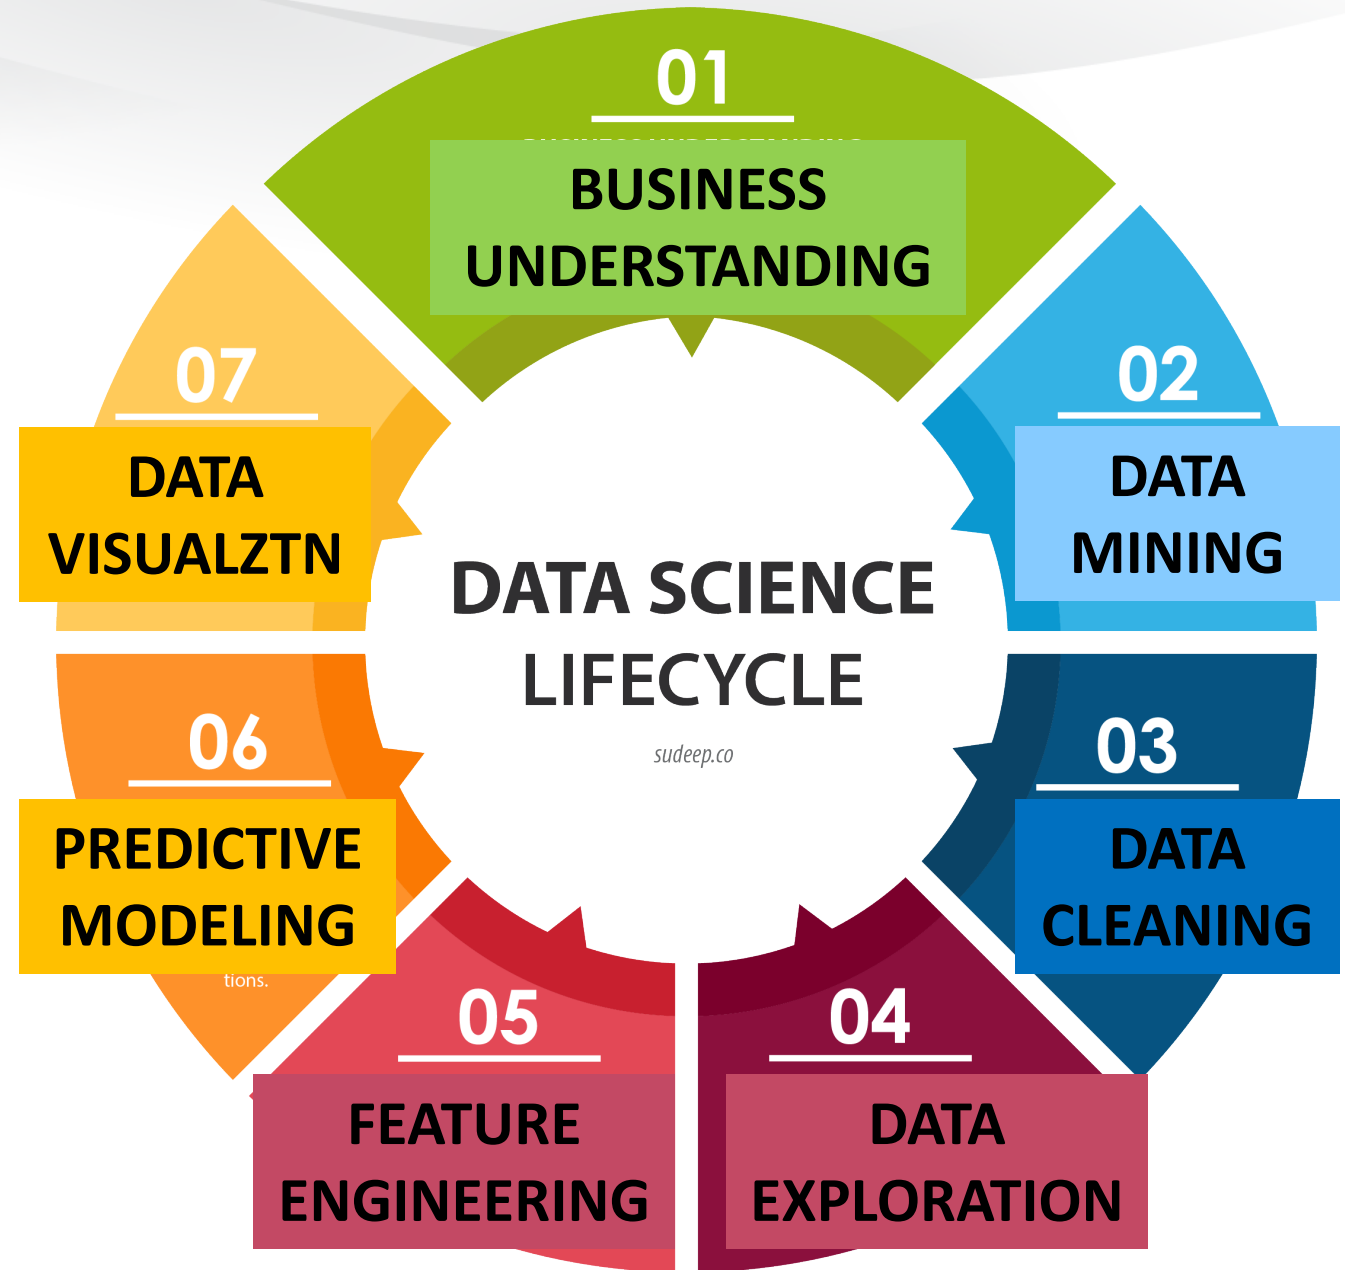 01
BUSINESS
UNDERSTANDING
02
DATA
MINING
03
DATA
CLEANING
04
DATA
EXPLORATION
05
FEATURE
ENGINEERING
06
PREDICTIVE
MODELING
tions.
07
DATA
VISUALZTN
DATA SCIENCE
LIFECYCLE
sudeep.co